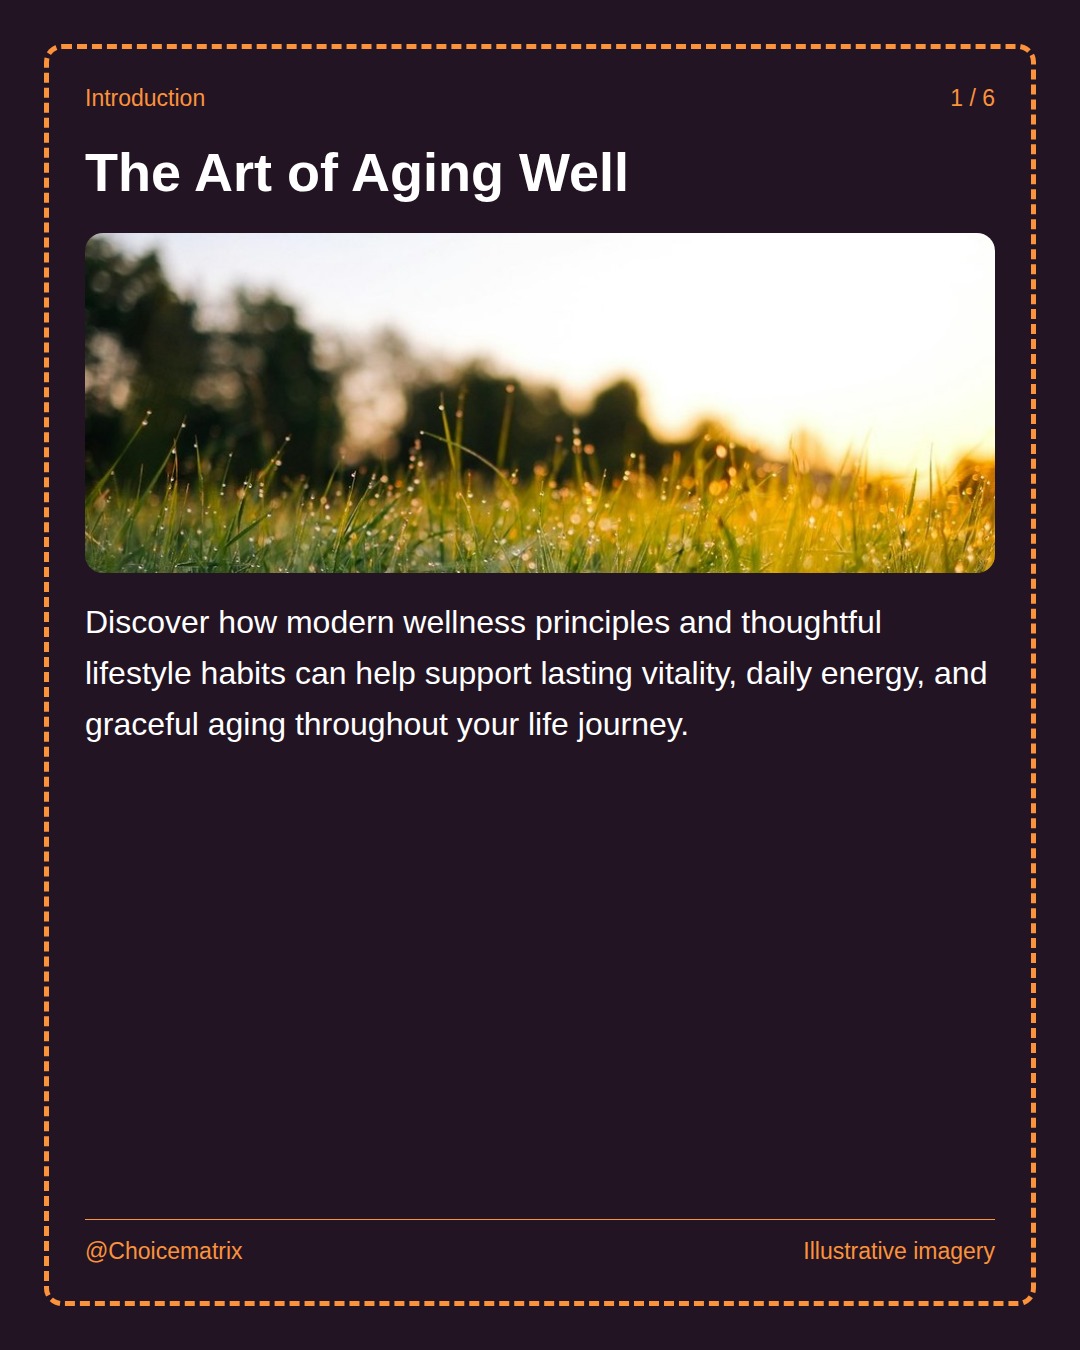 Introduction
1 / 6
The Art of Aging Well
Discover how modern wellness principles and thoughtful
lifestyle habits can help support lasting vitality, daily energy, and
graceful aging throughout your life journey.
@Choicematrix
Illustrative imagery